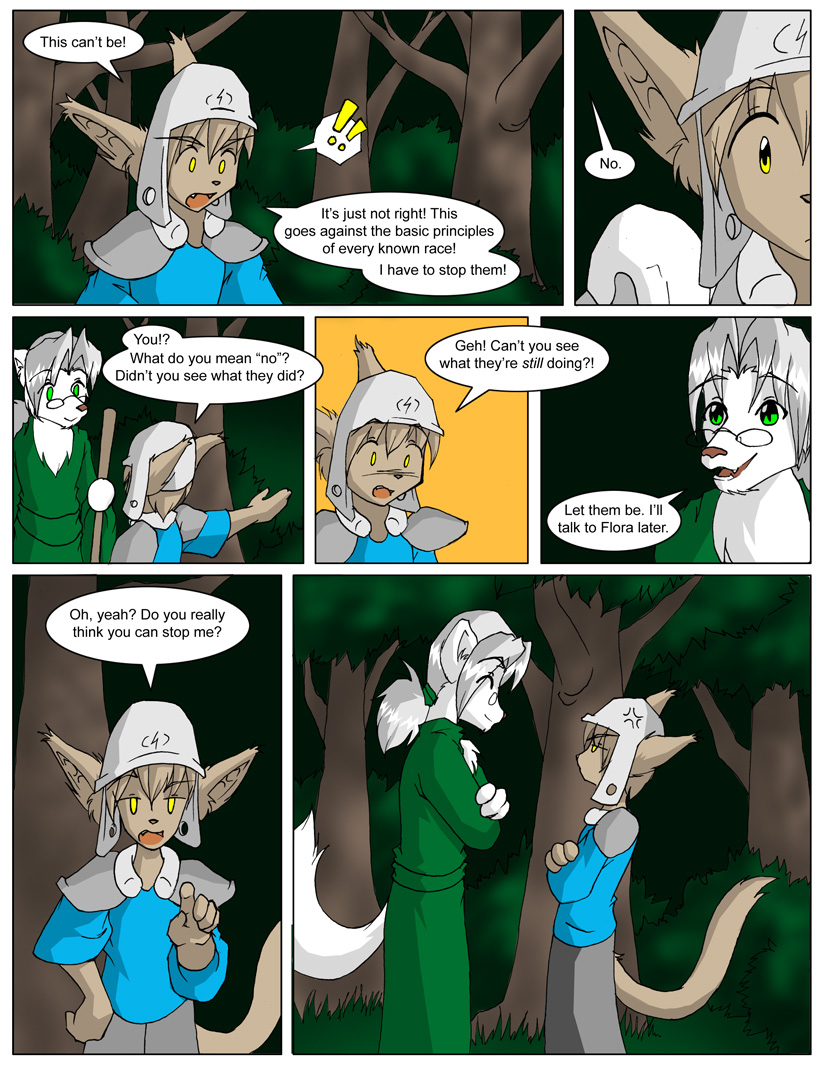 This can't be!
!!
It's just not right! This
goes against the basic principles
of every known race!
I have to stop them!
No.
You!?
What do you mean “no”?
Didn't you see what they did?
Geh! Can't you see
what they're still doing?!
Let them be. I'll
talk to Flora later.
Oh, yeah? Do you really
think you can stop me?